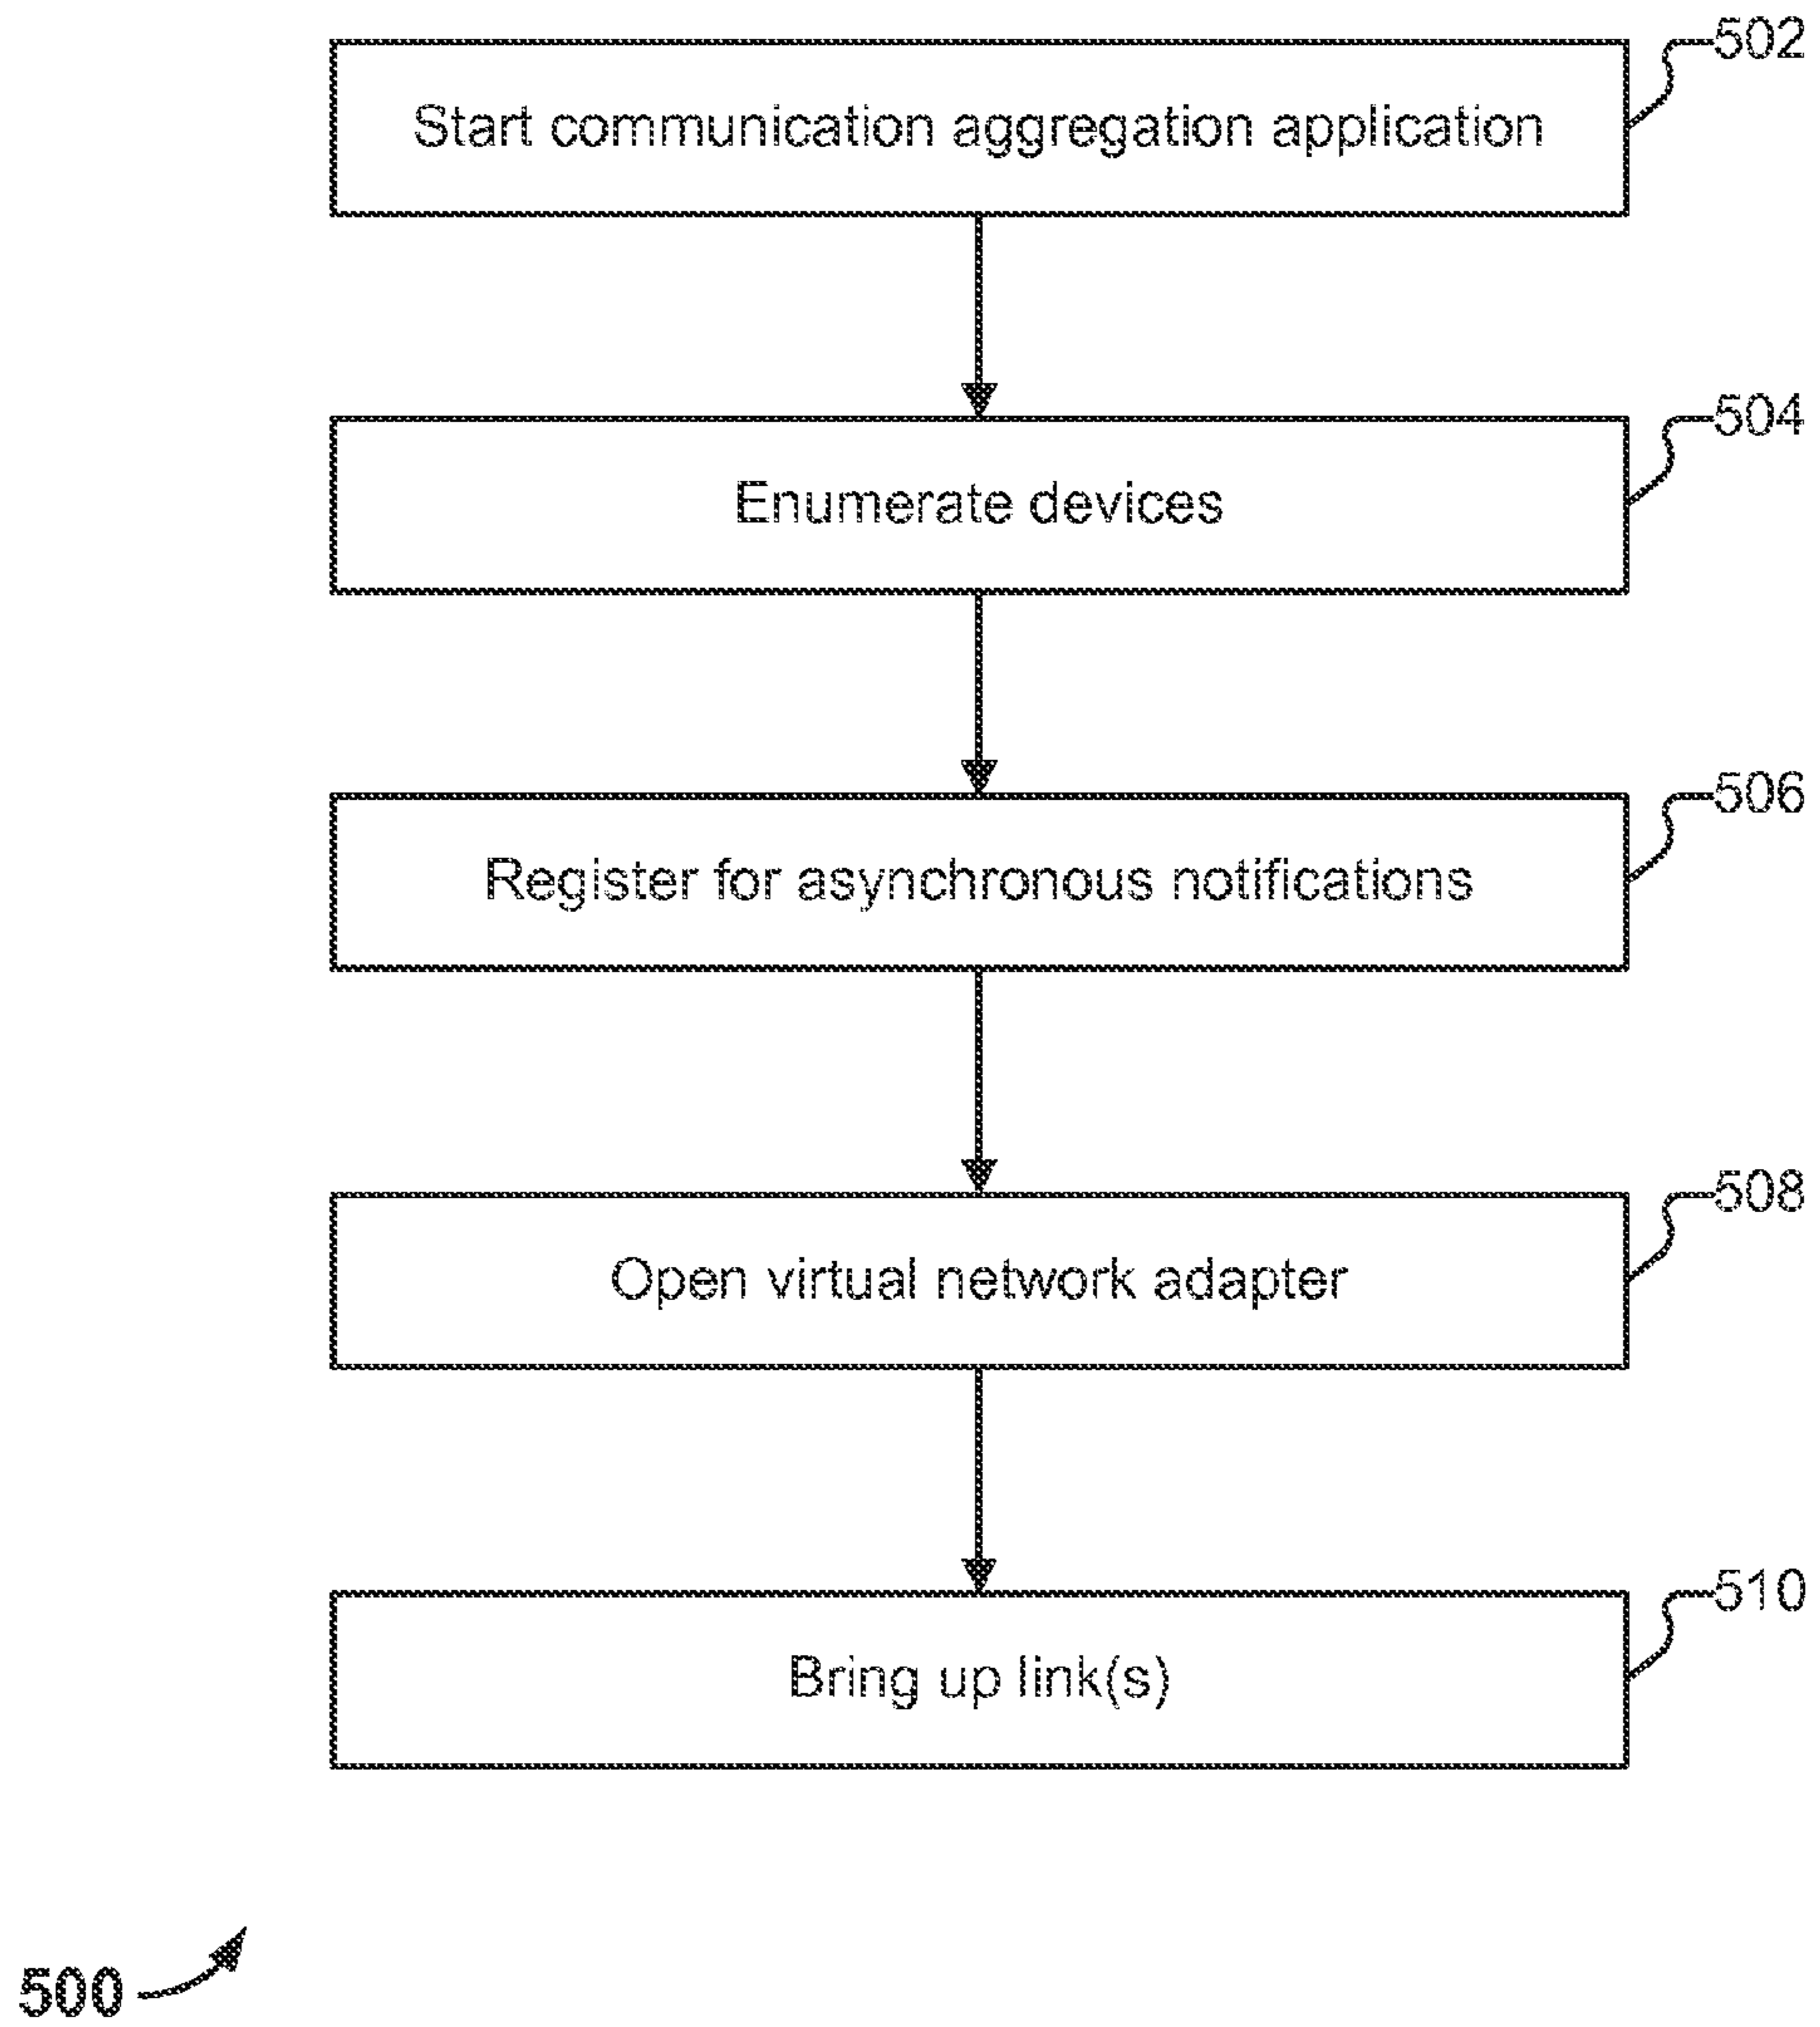 502
Start communication aggregation application
504
Enumerate devices
506
Register for asynchronous notifications
508
Open virtual network adapter
510
Bring up link(s)
500